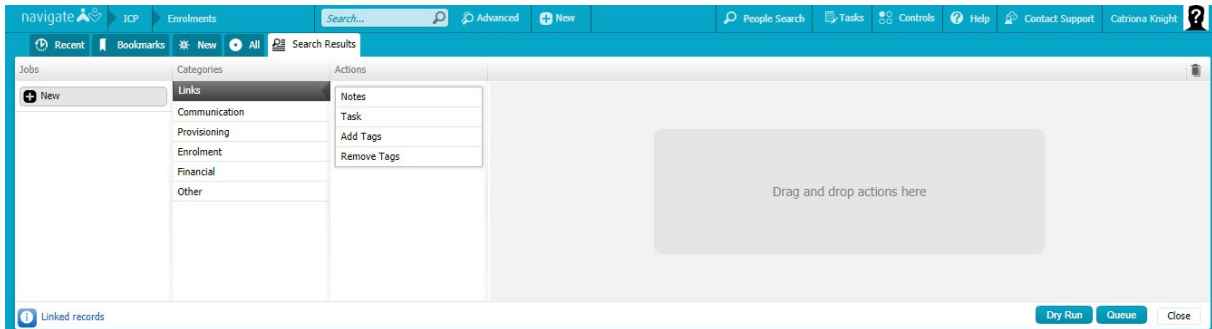 navigate ICP Enrolments Search... Advanced New People Search Tasks Controls Help Contact Support Catriona Knight
Recent Bookmarks New All Search Results
Jobs Categories Actions
New
Links
Communication
Provisioning
Enrolment
Financial
Other
Notes
Task
Add Tags
Remove Tags
Drag and drop actions here
Linked records Dry Run Queue Close